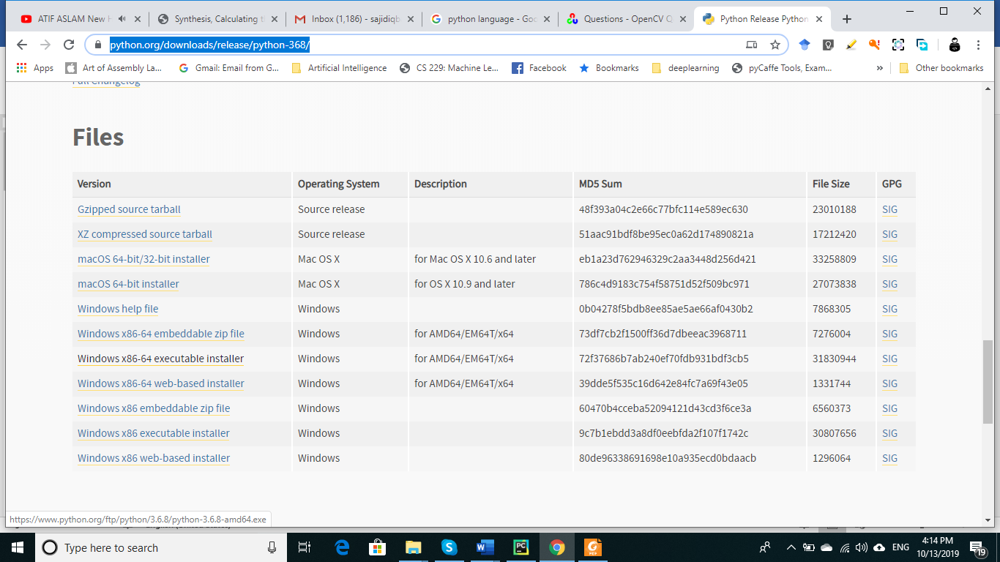 ATIF ASLAM New H
Synthesis, Calculating t
Inbox (1,186) - sajidiqb
python language - Goo
Questions - OpenCV Q
Python Release Python
python.org/downloads/release/python-368/
Apps
Art of Assembly La...
Gmail: Email from G...
Artificial Intelligence
CS 229: Machine Le...
Facebook
Bookmarks
deeplearning
pyCaffe Tools, Exam...
»
Other bookmarks
Full Changelog
Files
Version Operating System Description MD5 Sum File Size GPG
Gzipped source tarball Source release 48f393a04c2e66c77bfc114e589ec630 23010188 SIG
XZ compressed source tarball Source release 51aac91bdf8be95ec0a62d174890821a 17212420 SIG
macOS 64-bit/32-bit installer Mac OS X for Mac OS X 10.6 and later eb1a23d762946329c2aa3448d256d421 33258809 SIG
macOS 64-bit installer Mac OS X for OS X 10.9 and later 786c4d9183c754f58751d52f509bc971 27073838 SIG
Windows help file Windows 0b04278f5bdb8ee85ae5ae66af0430b2 7868305 SIG
Windows x86-64 embeddable zip file Windows for AMD64/EM64T/x64 73df7cb2f1500ff36d7dbeeac3968711 7276004 SIG
Windows x86-64 executable installer Windows for AMD64/EM64T/x64 72f37686b7ab240ef70fdb931bdf3cb5 31830944 SIG
Windows x86-64 web-based installer Windows for AMD64/EM64T/x64 39dde5f535c16d642e84fc7a69f43e05 1331744 SIG
Windows x86 embeddable zip file Windows 60470b4cceba52094121d43cd3f6ce3a 6560373 SIG
Windows x86 executable installer Windows 9c7b1ebdd3a8df0eebfda2f107f1742c 30807656 SIG
Windows x86 web-based installer Windows 80de96338691698e10a935ecd0bdaacb 1296064 SIG
https://www.python.org/ftp/python/3.6.8/python-3.6.8-amd64.exe
Type here to search
ENG
4:14 PM
10/13/2019
19